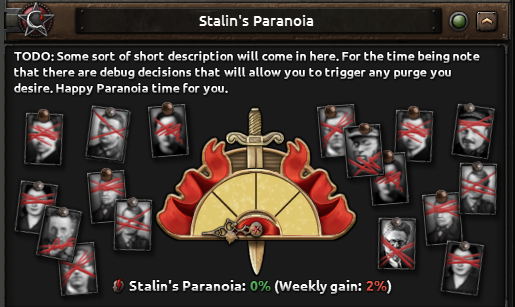 Stalin's Paranoia
TODO: Some sort of short description will come in here. For the time being note
that there are debug decisions that will allow you to trigger any purge you
desire. Happy Paranoia time for you.
Stalin's Paranoia: 0% (Weekly gain: 2%)